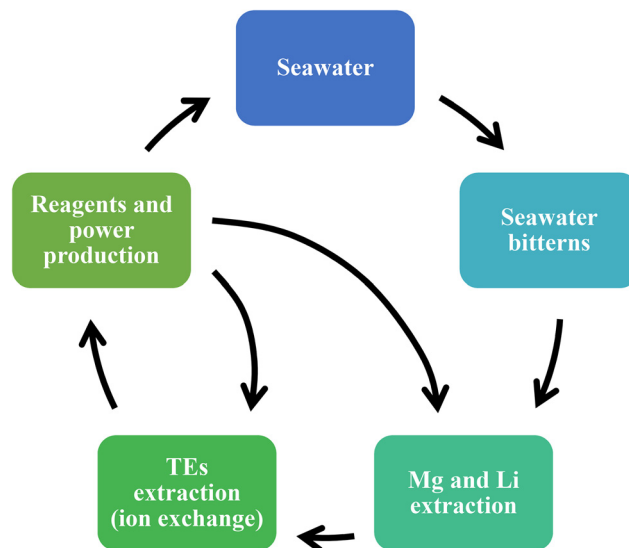 Seawater
Reagents and
power
production
Seawater
bitterns
TEs
extraction
(ion exchange)
Mg and Li
extraction